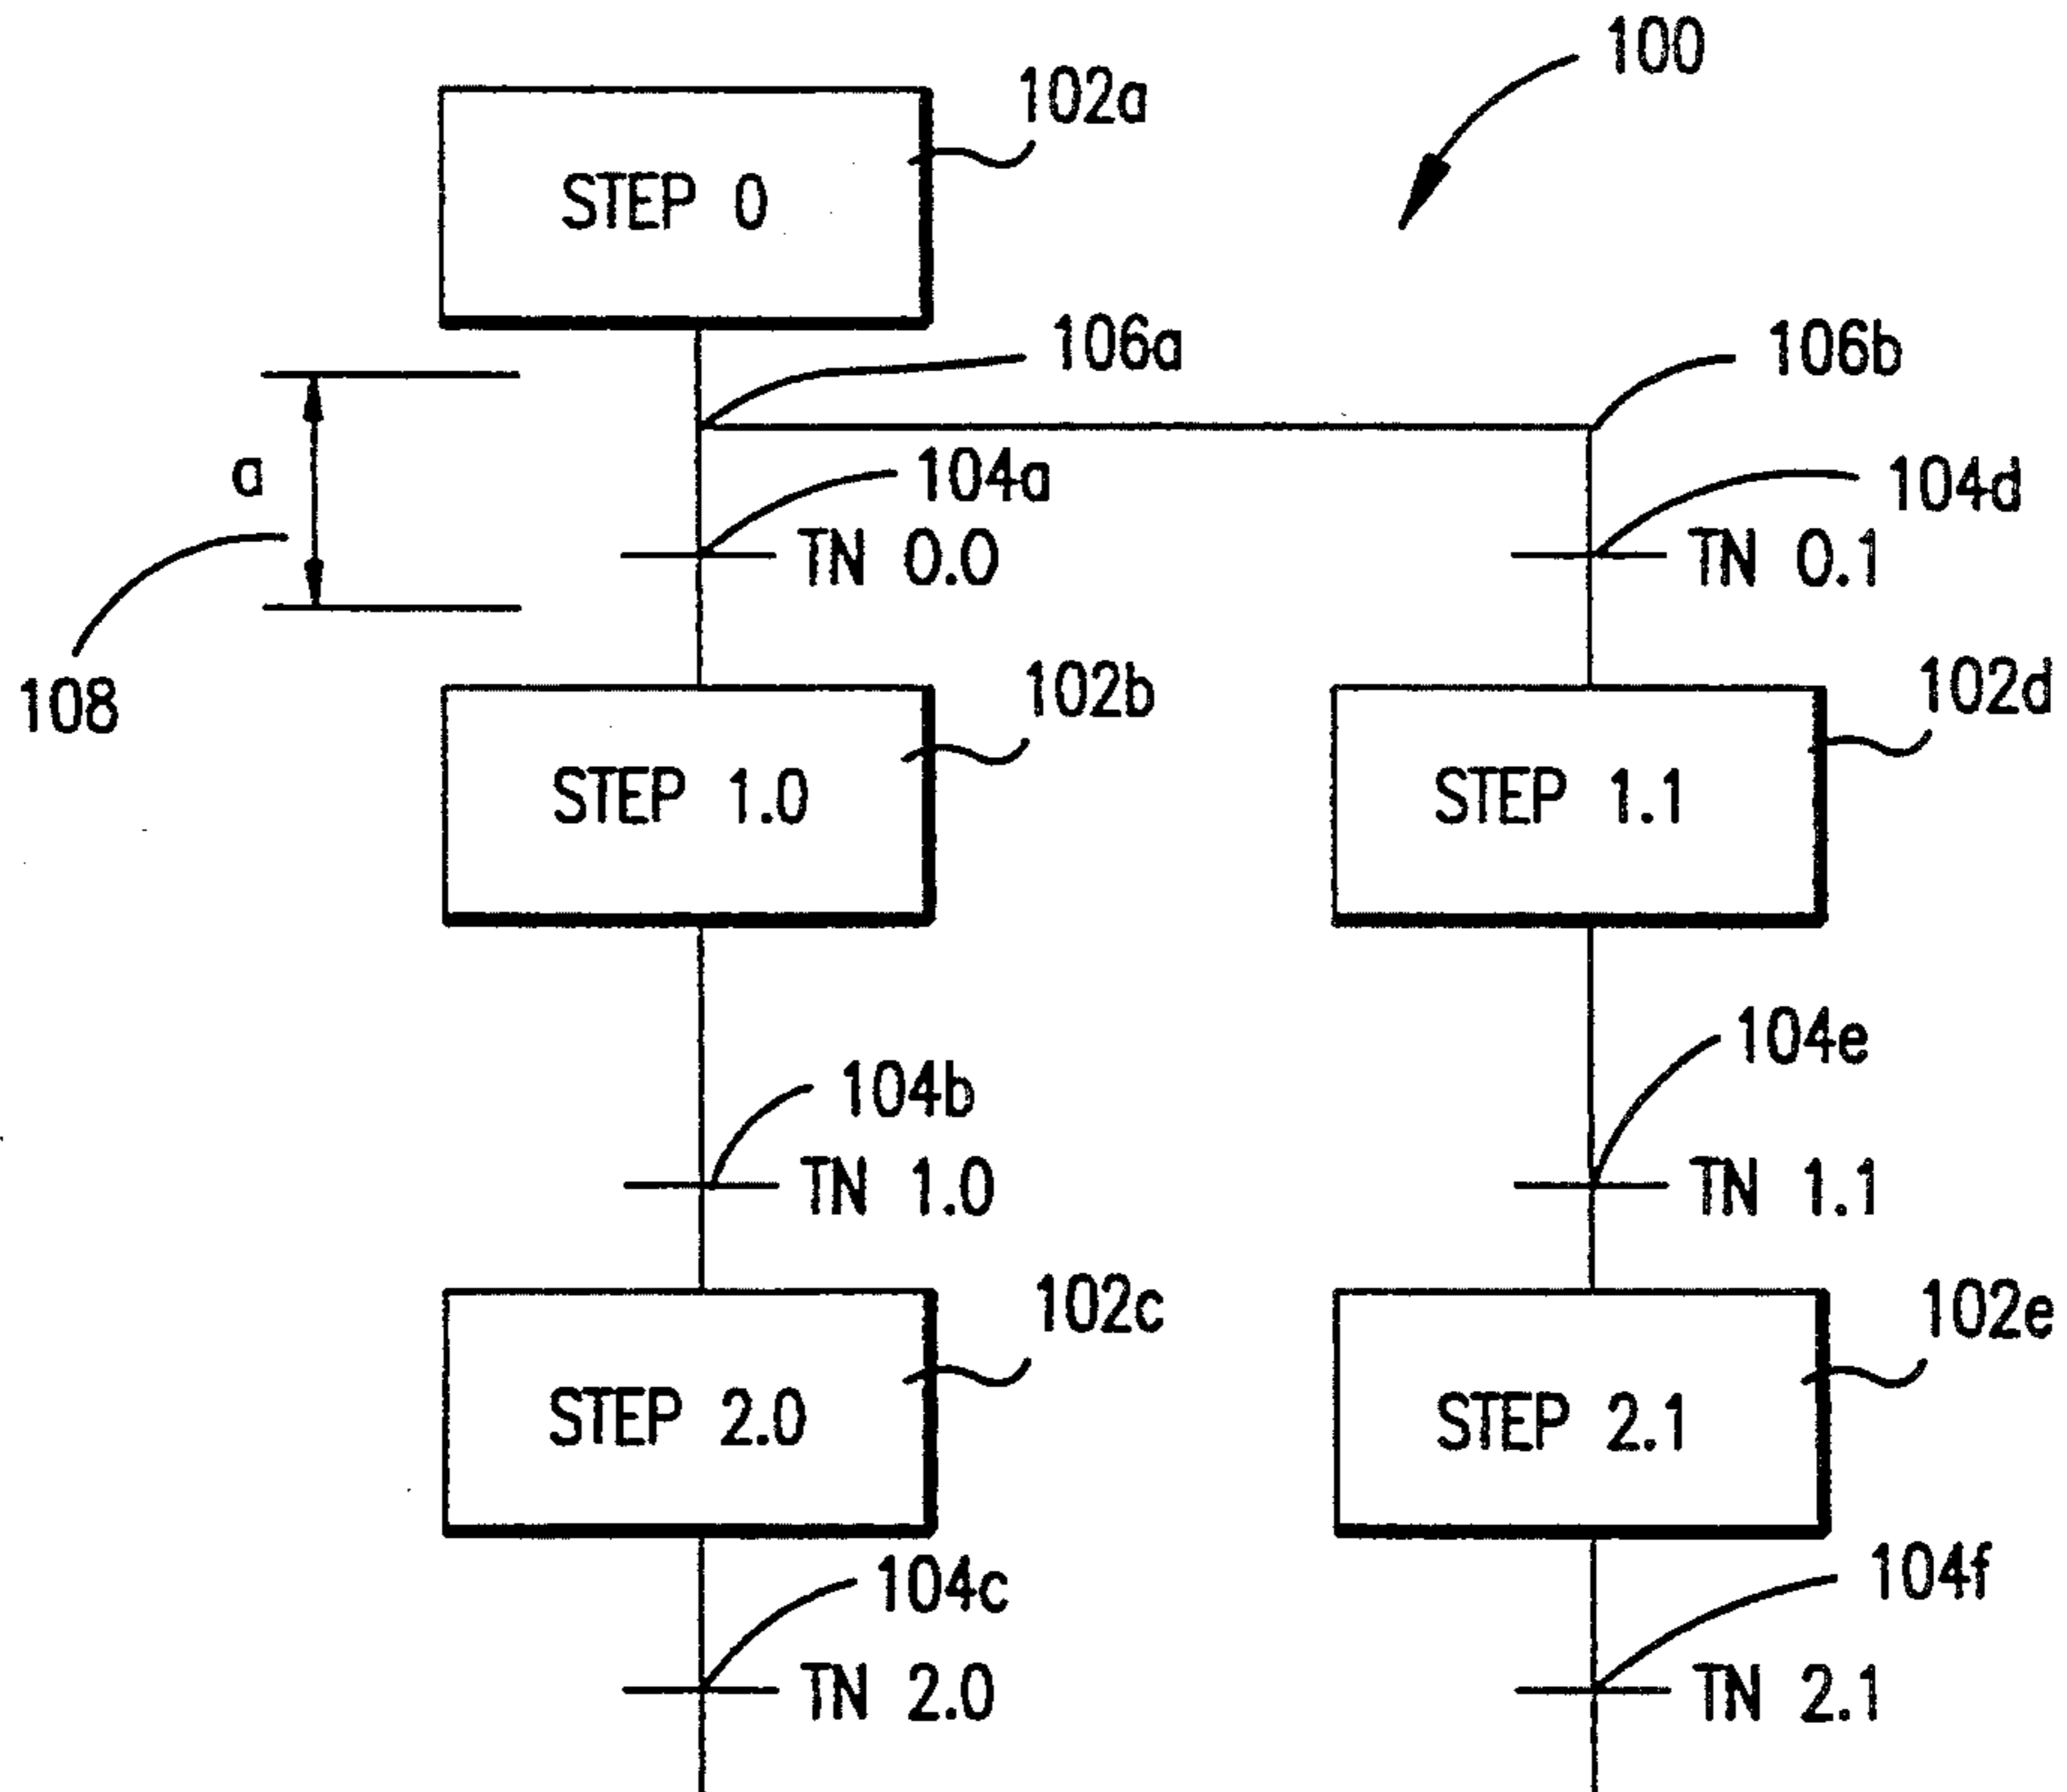 100
102a
STEP 0
106a
106b
a
104a
104d
TN 0.0
TN 0.1
108
102b
102d
STEP 1.0
STEP 1.1
104b
104e
TN 1.0
TN 1.1
102c
102e
STEP 2.0
STEP 2.1
104c
104f
TN 2.0
TN 2.1